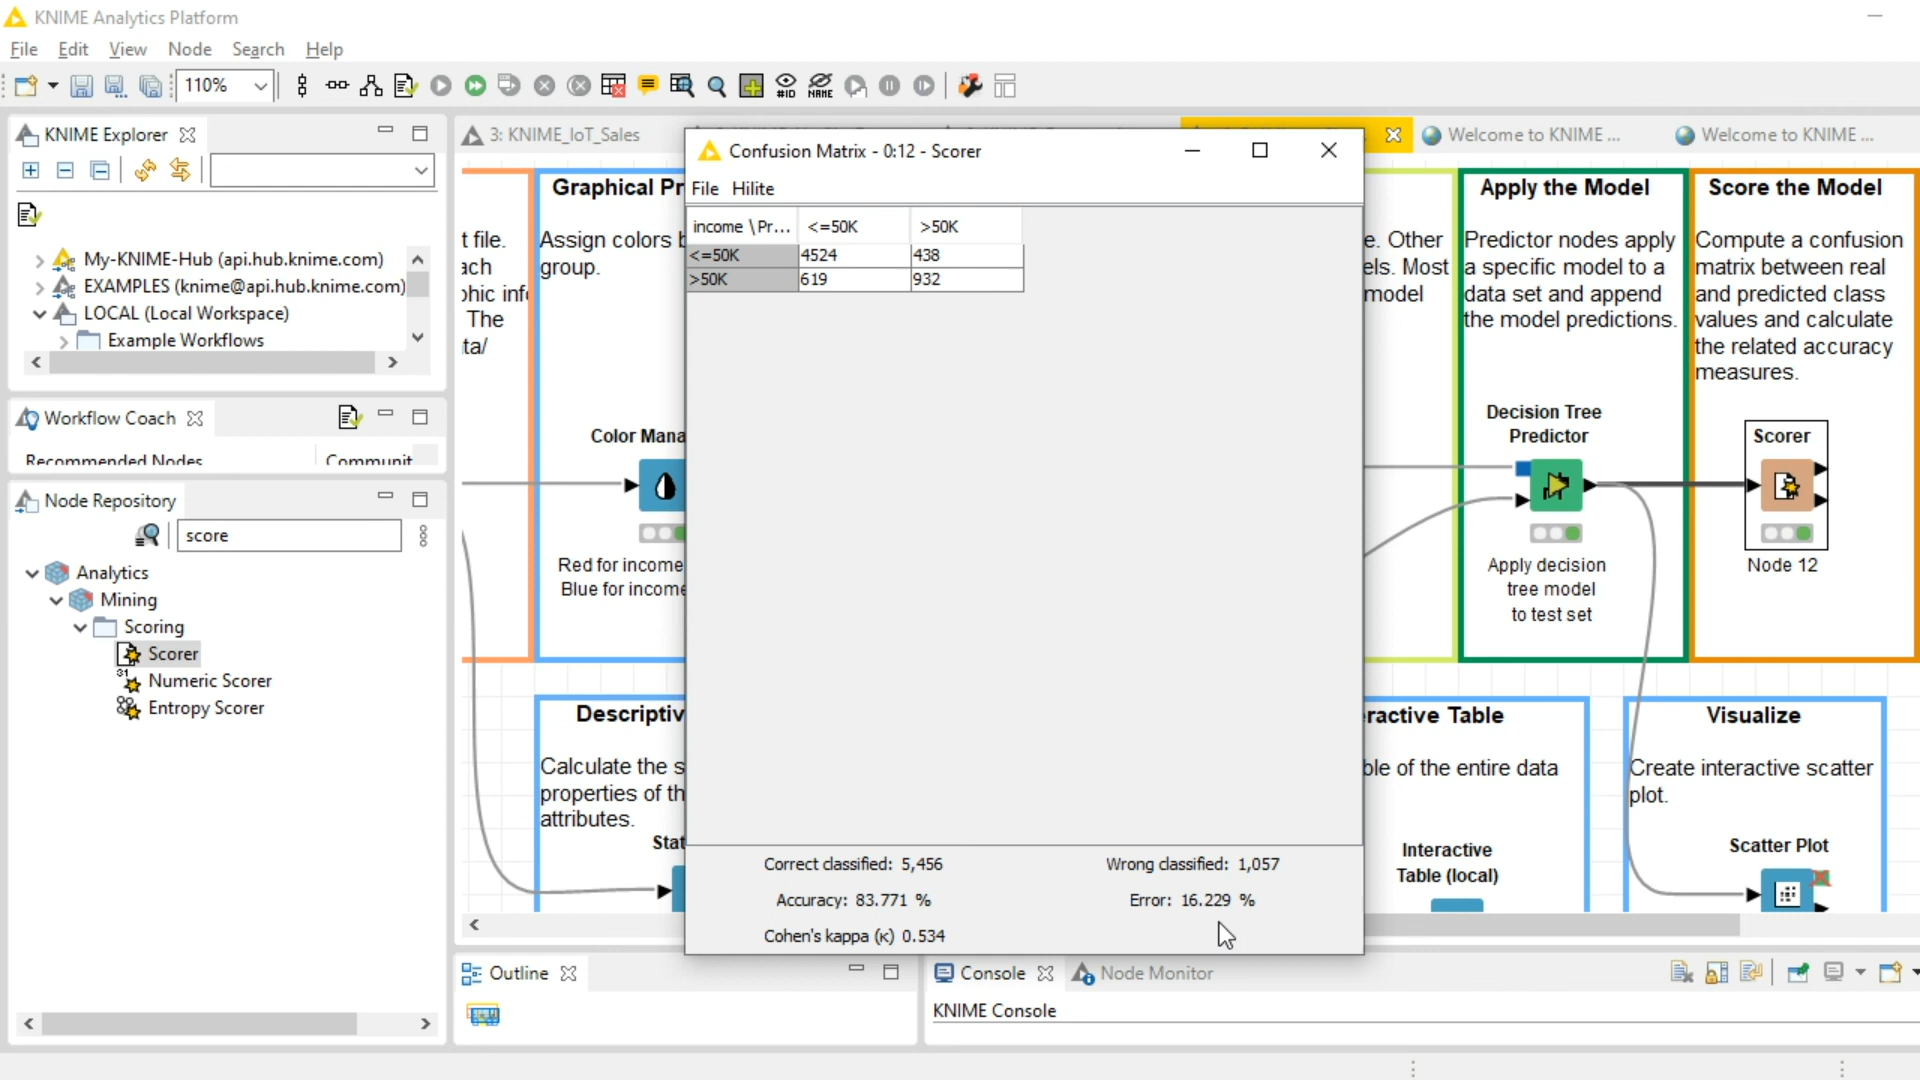 KNIME Analytics Platform
File Edit View Node Search Help
110%
#ID
NAME
KNIME Explorer
My-KNIME-Hub (api.hub.knime.com)
EXAMPLES (knime@api.hub.knime.com)
LOCAL (Local Workspace)
Example Workflows
Workflow Coach
Recommended Nodes
Communit
Node Repository
score
Analytics
Mining
Scoring
Scorer
Numeric Scorer
Entropy Scorer
3: KNIME_IoT_Sales
Welcome to KNIME ...
Welcome to KNIME ...
Graphical Pr
Assign colors b
group.
t file.
ach
phic inf
The
ta/
Color Mana
Red for income
Blue for income
Descriptiv
Calculate the s
properties of th
attributes.
Stat
Confusion Matrix - 0:12 - Scorer
File Hilite
income \Pr... <=50K >50K
<=50K 4524 438
>50K 619 932
Correct classified: 5,456
Wrong classified: 1,057
Accuracy: 83.771 %
Error: 16.229 %
Cohen's kappa (κ) 0.534
e. Other
els. Most
model
Apply the Model
Predictor nodes apply
a specific model to a
data set and append
the model predictions.
Decision Tree
Predictor
Apply decision
tree model
to test set
Score the Model
Compute a confusion
matrix between real
and predicted class
values and calculate
the related accuracy
measures.
Scorer
Node 12
ractive Table
ble of the entire data
Interactive
Table (local)
Visualize
Create interactive scatter
plot.
Scatter Plot
Outline
Console
Node Monitor
KNIME Console